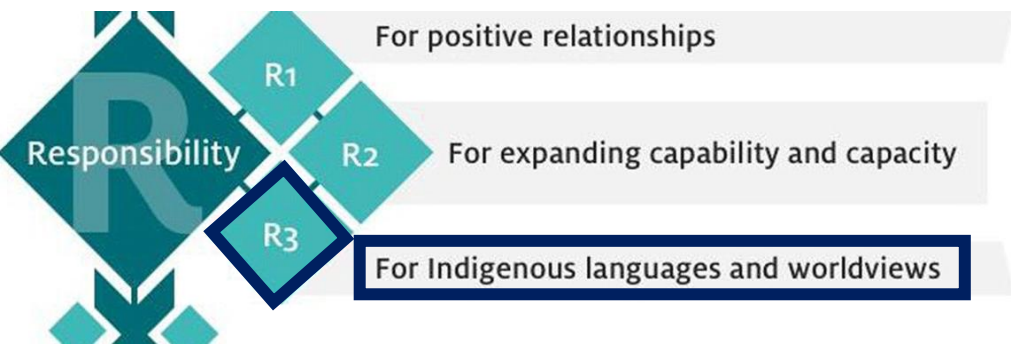 For positive relationships
R1
R
Responsibility
R2
For expanding capability and capacity
R3
For Indigenous languages and worldviews